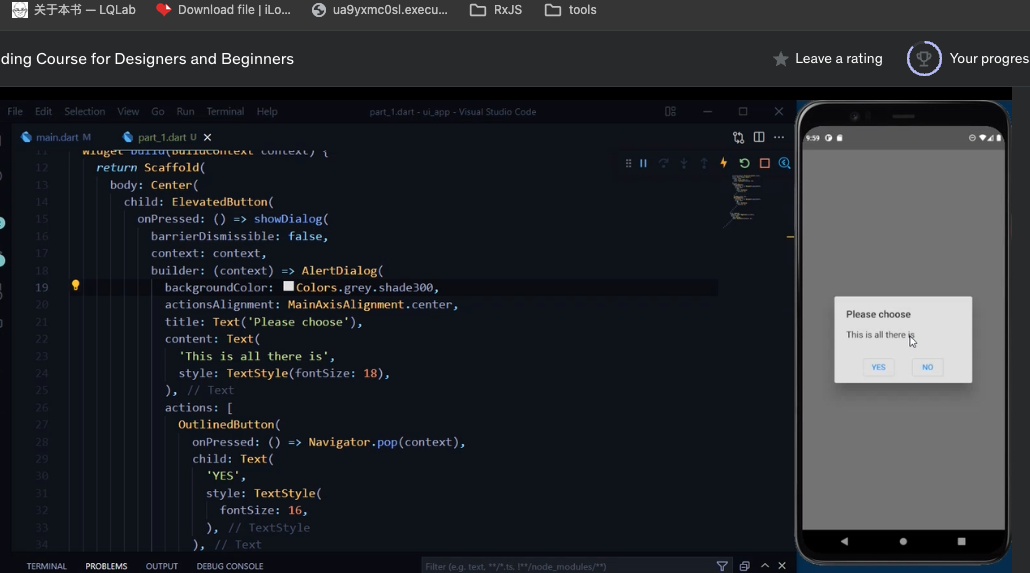 关于本书 — LQLab
Download file | iLo...
ua9yxmc0sl.execu...
RxJS
tools
ding Course for Designers and Beginners
Leave a rating
Your progres
File Edit Selection View Go Run Terminal Help
part_1.dart - ui_app - Visual Studio Code
main.dart M
part_1.dart U
11 Widget build(BuildContext context) {
12 return Scaffold(
13 body: Center(
14 child: ElevatedButton(
15 onPressed: () => showDialog(
16 barrierDismissible: false,
17 context: context,
18 builder: (context) => AlertDialog(
19 backgroundColor: Colors.grey.shade300,
20 actionsAlignment: MainAxisAlignment.center,
21 title: Text('Please choose'),
22 content: Text(
23 'This is all there is',
24 style: TextStyle(fontSize: 18),
25 ), // Text
26 actions: [
27 OutlinedButton(
28 onPressed: () => Navigator.pop(context),
29 child: Text(
30 'YES',
31 style: TextStyle(
32 fontSize: 16,
33 ), // TextStyle
34 ), // Text
TERMINAL PROBLEMS OUTPUT DEBUG CONSOLE
Filter (e.g. text, **/*.ts, !**/node_modules/**)
9:59
Please choose
This is all there is
YES
NO